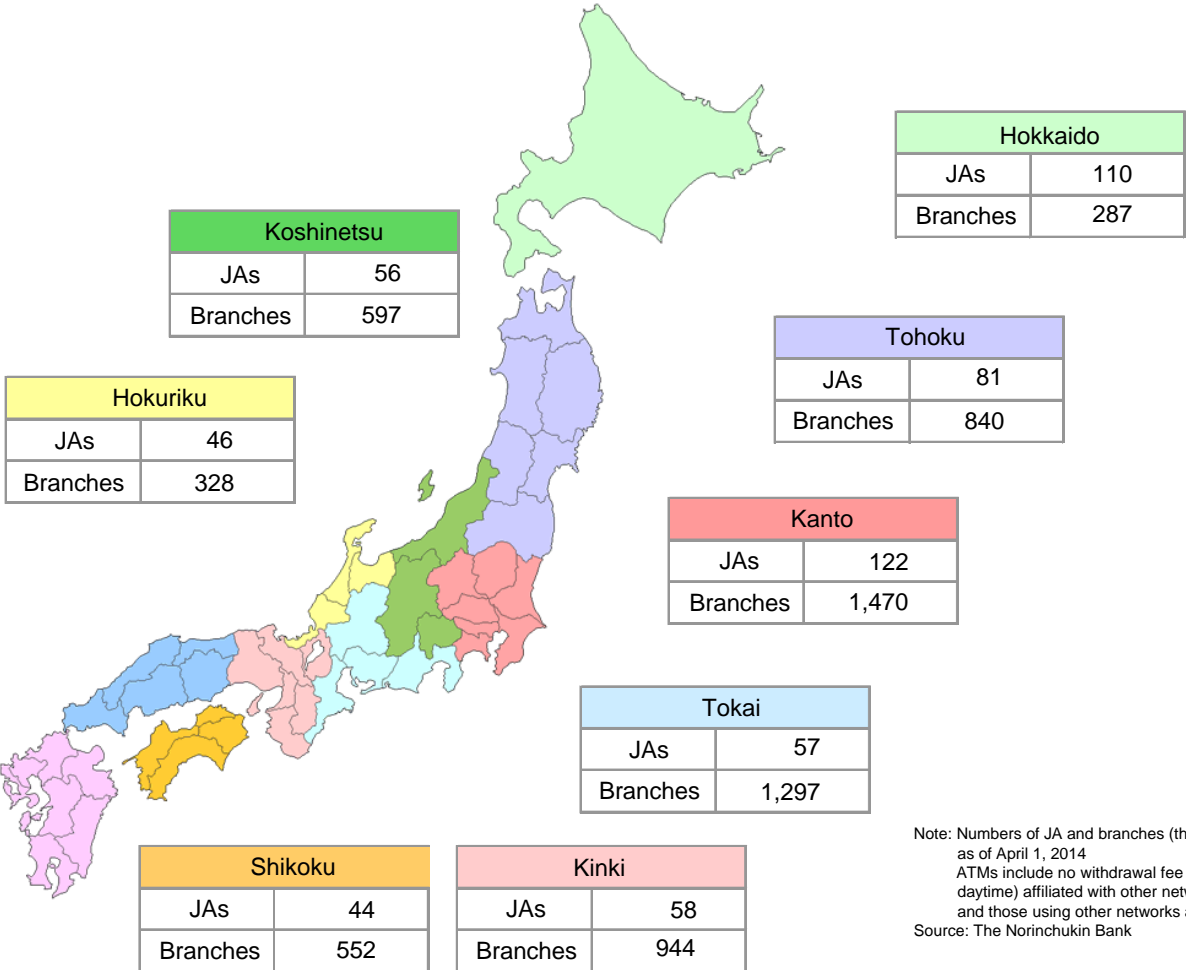 Hokkaido
JAs 110
Branches 287
Koshinetsu
JAs 56
Branches 597
Tohoku
JAs 81
Branches 840
Hokuriku
JAs 46
Branches 328
Kanto
JAs 122
Branches 1,470
Tokai
JAs 57
Branches 1,297
Shikoku
JAs 44
Branches 552
Kinki
JAs 58
Branches 944
Note: Numbers of JA and branches
as of April 1, 2014
ATMs include no withdrawal fee
daytime) affiliated with other
and those using other networks
Source: The Norinchukin Bank